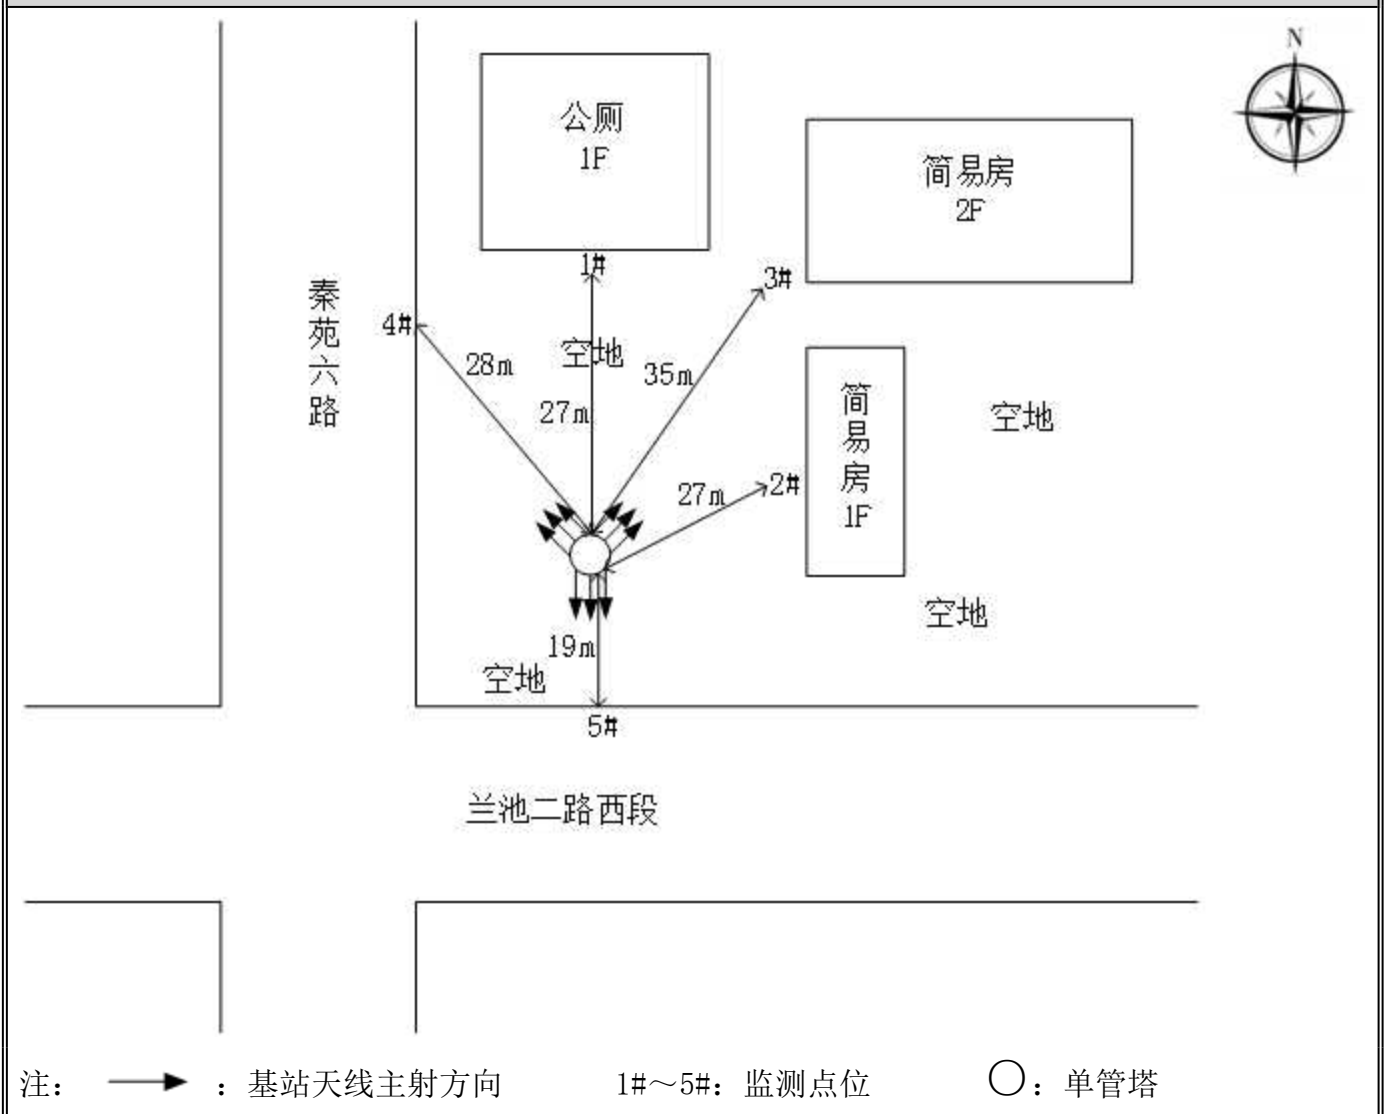 N
公厕
1F
简易房
2F
1#
3#
秦苑六路
4#
28m
空地
35m
27m
简易房
1F
空地
27m
2#
空地
19m
空地
5#
兰池二路西段
注： ：基站天线主射方向 1#～5#：监测点位 ：单管塔